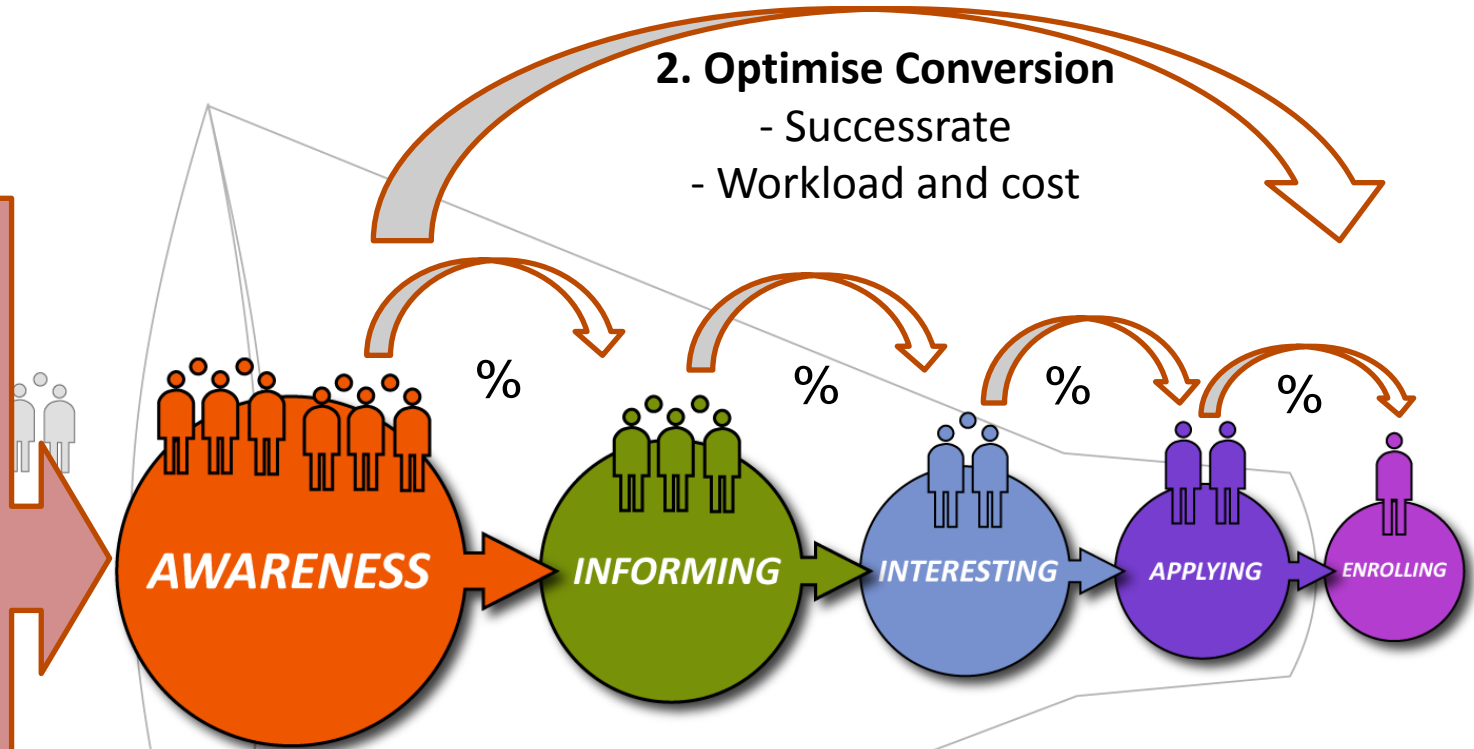 2. Optimise Conversion
- Successrate
- Workload and cost
% % % %
AWARENESS
INFORMING
INTERESTING
APPLYING
ENROLLING